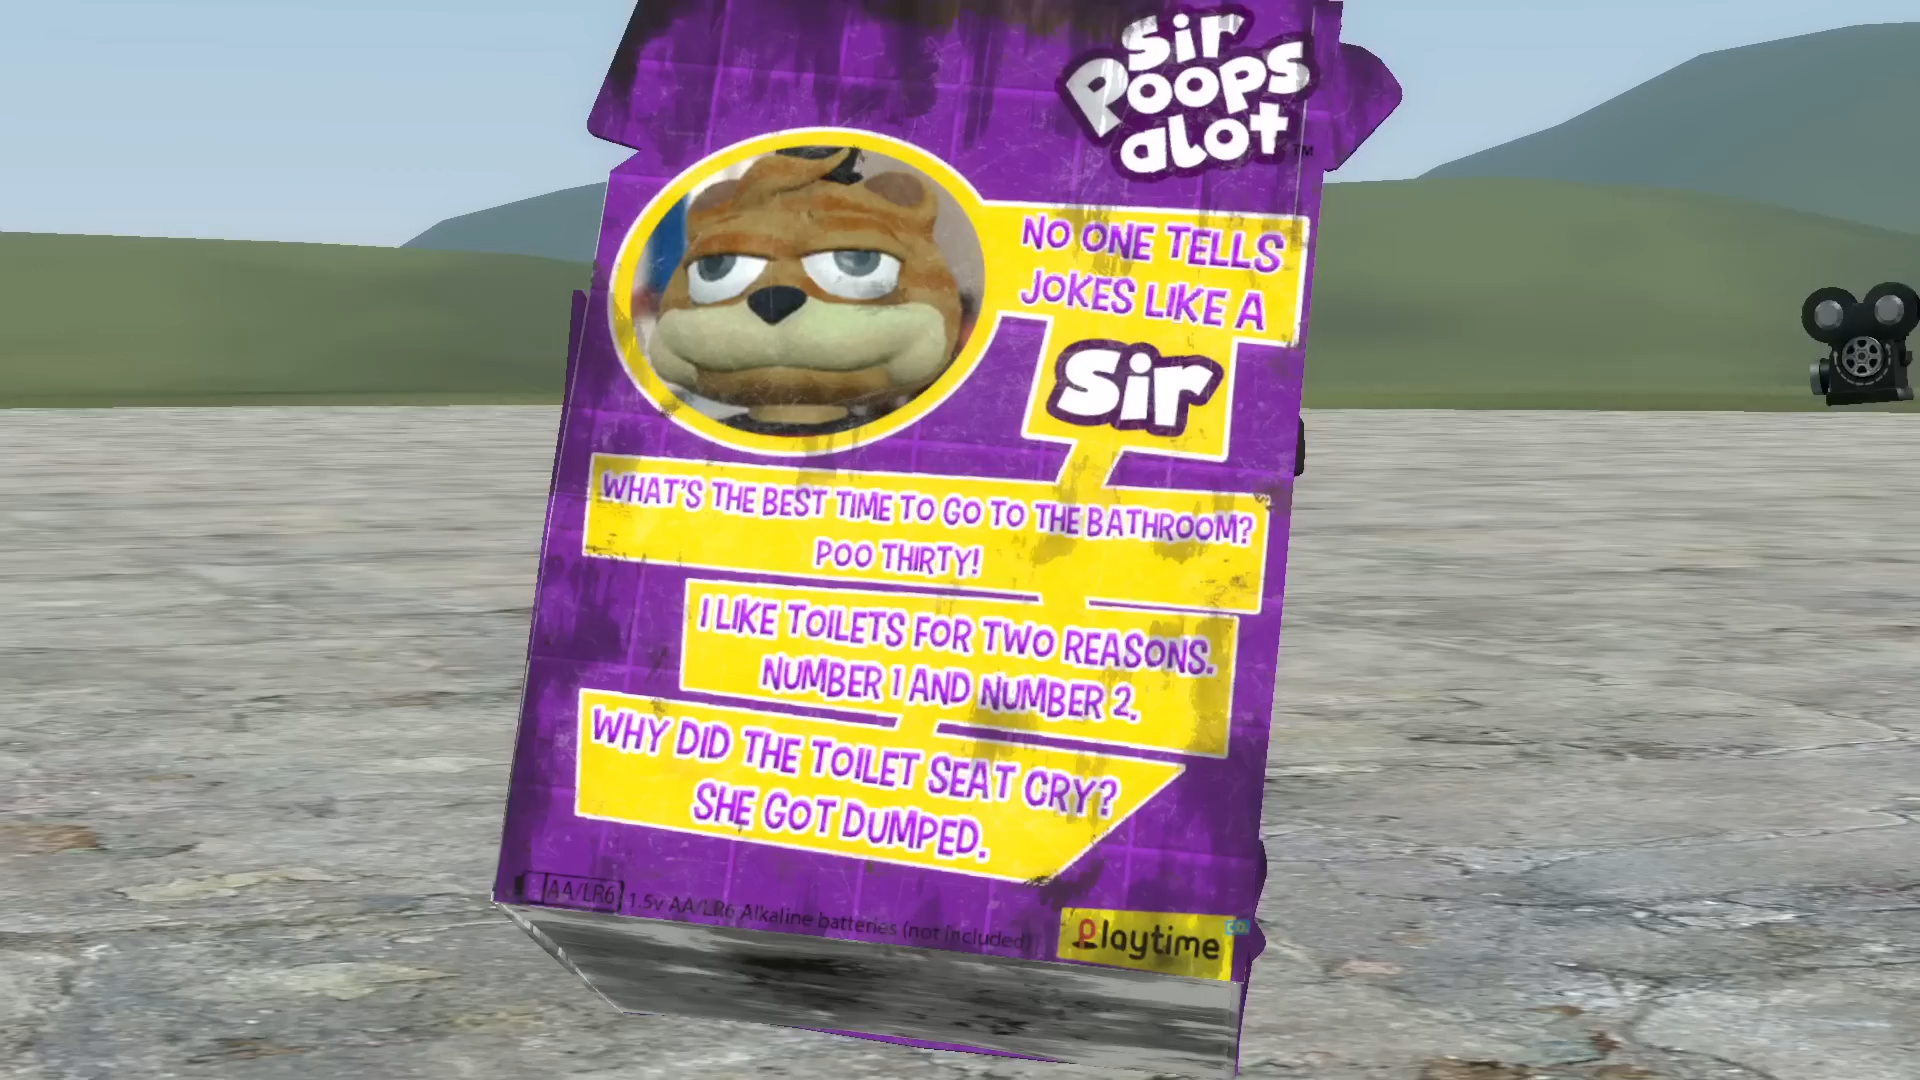 Sir
Poops
aLot
TM
NO ONE TELLS
JOKES LIKE A
Sir
WHAT'S THE BEST TIME TO GO TO THE BATHROOM?
POO THIRTY!
I LIKE TOILETS FOR TWO REASONS.
NUMBER 1 AND NUMBER 2.
WHY DID THE TOILET SEAT CRY?
SHE GOT DUMPED.
AA/LR6 1.5v AA/LR6 Alkaline batteries (not included)
Playtime CO.